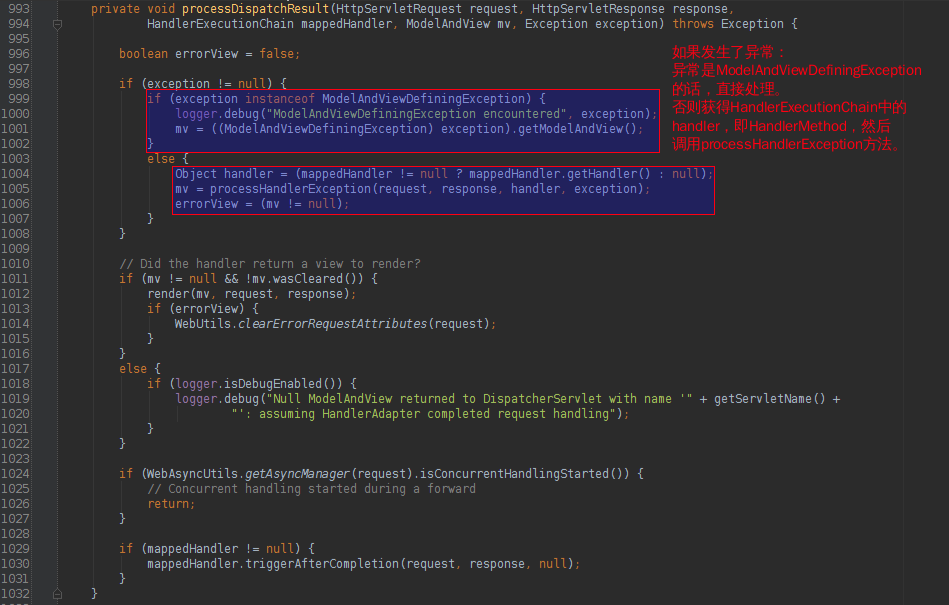 993 private void processDispatchResult(HttpServletRequest request, HttpServletResponse response,
994 HandlerExecutionChain mappedHandler, ModelAndView mv, Exception exception) throws Exception {
995
996 boolean errorView = false;
997
998 if (exception != null) {
999 if (exception instanceof ModelAndViewDefiningException) {
1000 logger.debug("ModelAndViewDefiningException encountered", exception);
1001 mv = ((ModelAndViewDefiningException) exception).getModelAndView();
1002 }
1003 else {
1004 Object handler = (mappedHandler != null ? mappedHandler.getHandler() : null);
1005 mv = processHandlerException(request, response, handler, exception);
1006 errorView = (mv != null);
1007 }
1008 }
1009
1010 // Did the handler return a view to render?
1011 if (mv != null && !mv.wasCleared()) {
1012 render(mv, request, response);
1013 if (errorView) {
1014 WebUtils.clearErrorRequestAttributes(request);
1015 }
1016 }
1017 else {
1018 if (logger.isDebugEnabled()) {
1019 logger.debug("Null ModelAndView returned to DispatcherServlet with name '" + getServletName() +
1020 "': assuming HandlerAdapter completed request handling");
1021 }
1022 }
1023
1024 if (WebAsyncUtils.getAsyncManager(request).isConcurrentHandlingStarted()) {
1025 // Concurrent handling started during a forward
1026 return;
1027 }
1028
1029 if (mappedHandler != null) {
1030 mappedHandler.triggerAfterCompletion(request, response, null);
1031 }
1032 }
如果发生了异常：
异常是ModelAndViewDefiningException
的话，直接处理。
否则获得HandlerExecutionChain中的
handler，即HandlerMethod，然后
调用processHandlerException方法。